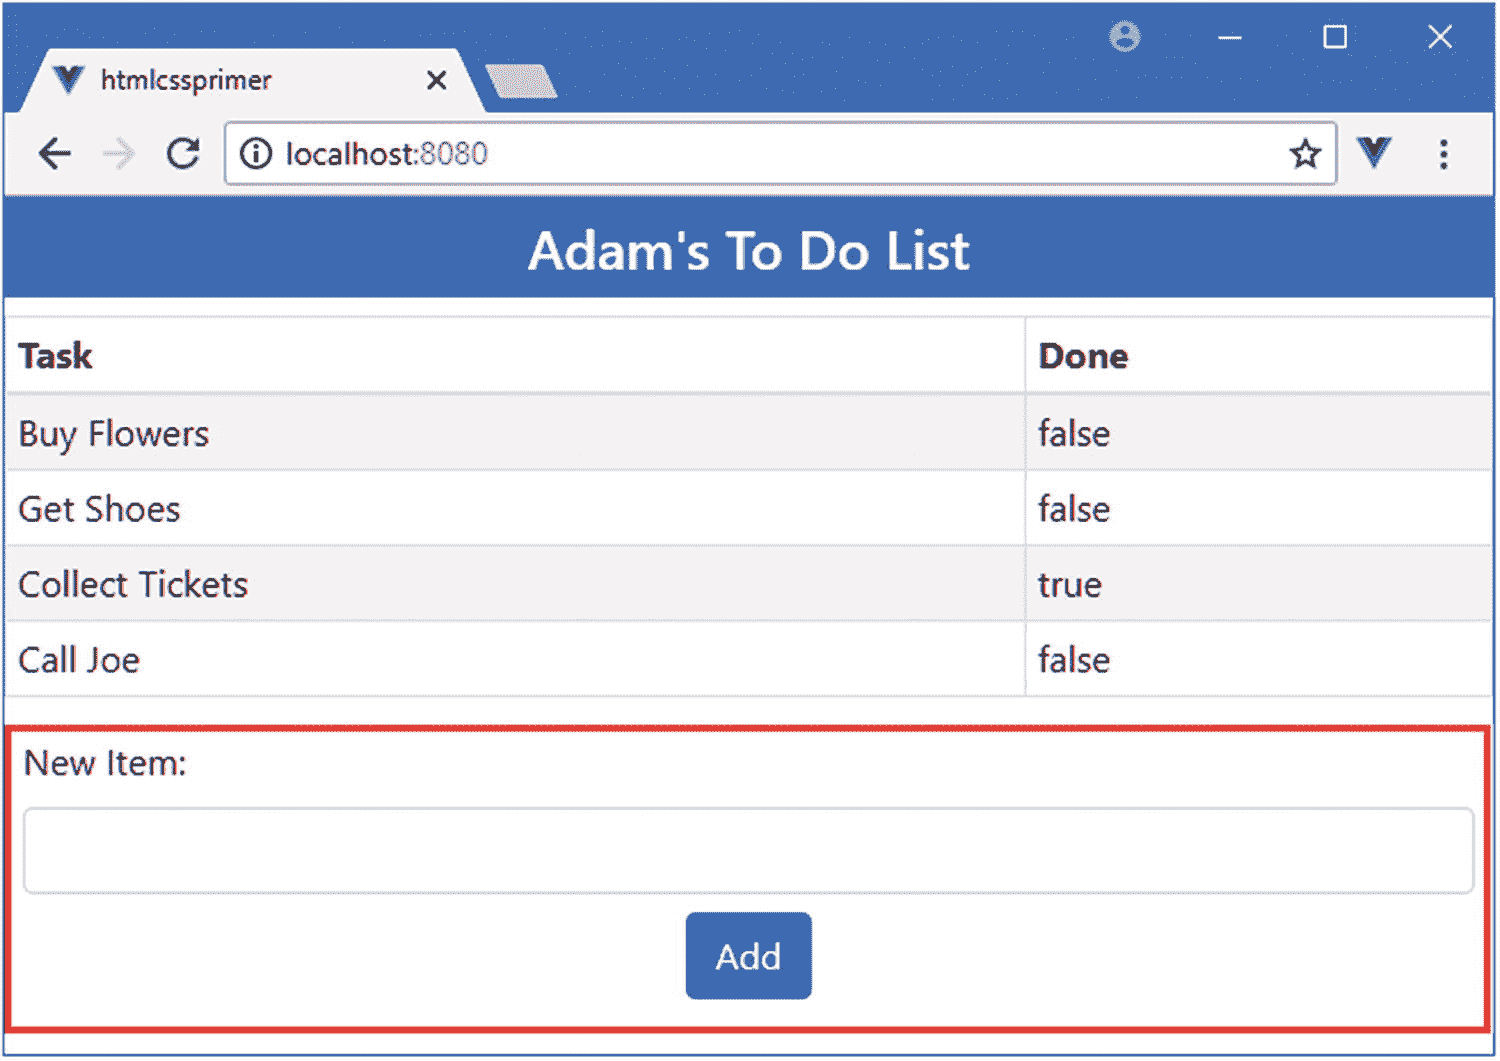 htmlcssprimer
localhost:8080
Adam's To Do List
Task Done
Buy Flowers false
Get Shoes false
Collect Tickets true
Call Joe false
New Item:
Add